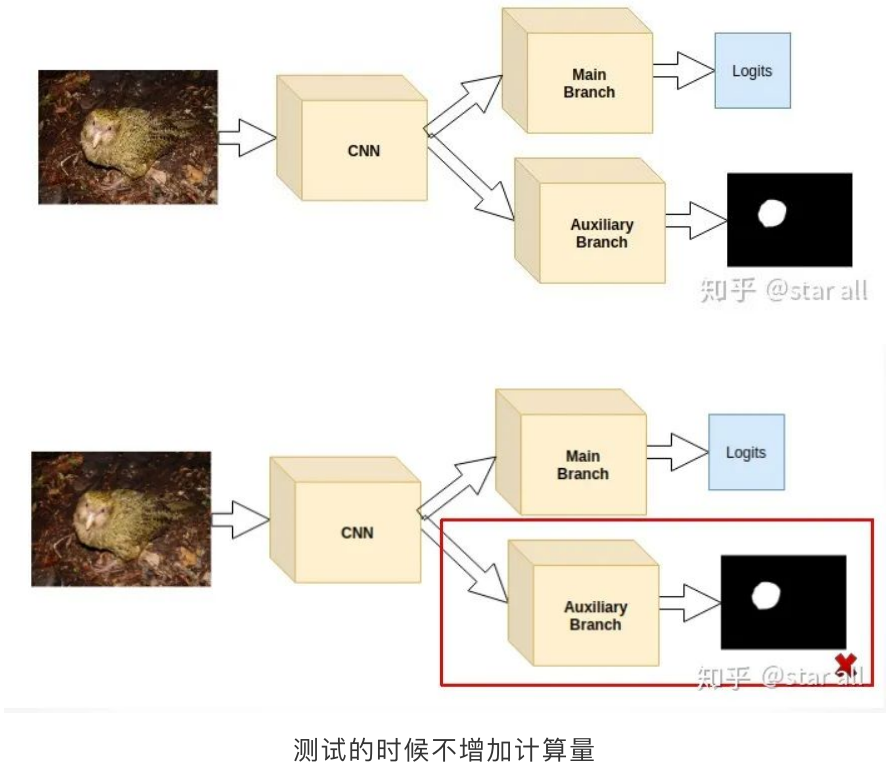 Main
Branch
Logits
CNN
Auxiliary
Branch
知乎 @star all
Main
Branch
Logits
CNN
Auxiliary
Branch
知乎 @star all
测试的时候不增加计算量